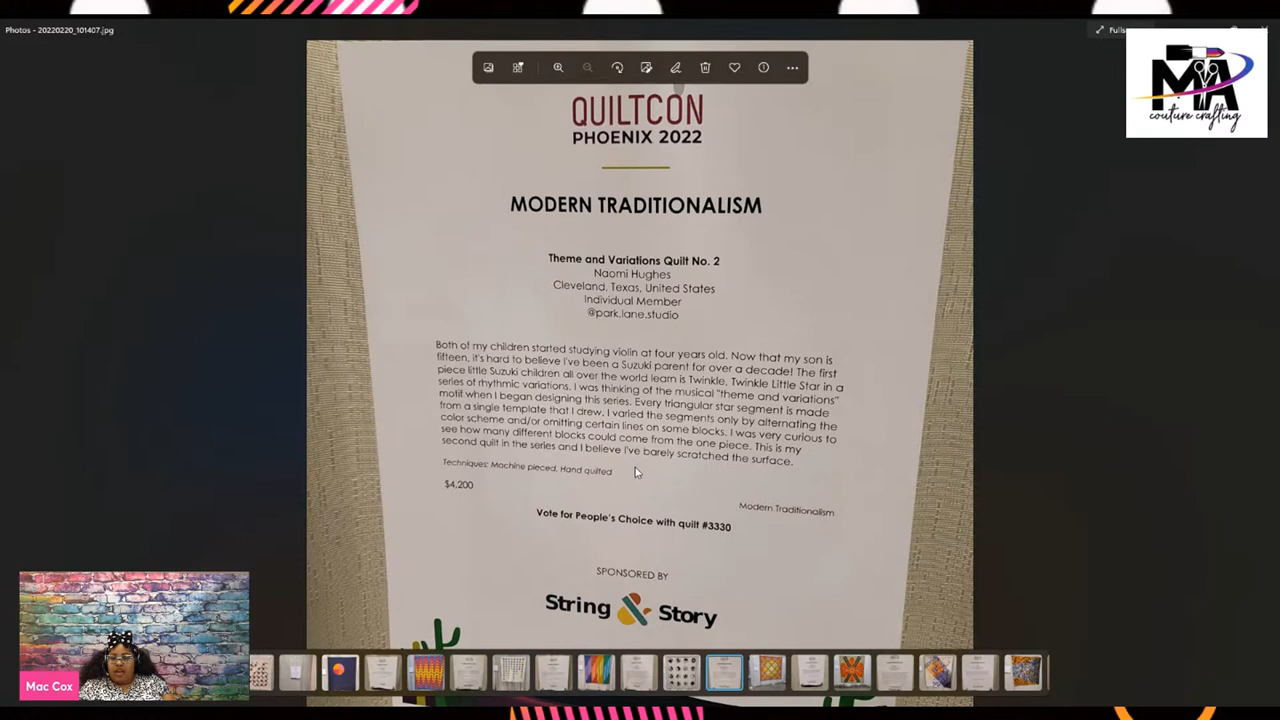 Photos - 20220220_101407.jpg
Fulls
MA
couture crafting
QUILTCON
PHOENIX 2022
MODERN TRADITIONALISM
Theme and Variations Quilt No. 2
Naomi Hughes
Cleveland, Texas, United States
Individual Member
@park.lane.studio
Both of my children started studying violin at four years old. Now that my son is
fifteen, it's hard to believe I've been a Suzuki parent for over a decade! The first
piece little Suzuki children all over the world learn is Twinkle, Twinkle Little Star in a
series of rhythmic variations. I was thinking of the musical "theme and variations"
motif when I began designing this series. Every triangular star segment is made
from a single template that I drew. I varied the segments only by alternating the
color scheme and/or omitting certain lines on some blocks. I was very curious to
see how many different blocks could come from the one piece. This is my
second quilt in the series and I believe I've barely scratched the surface.
Techniques: Machine pieced, Hand quilted
$4,200
Modern Traditionalism
Vote for People's Choice with quilt #3330
SPONSORED BY
String & Story
Mac Cox